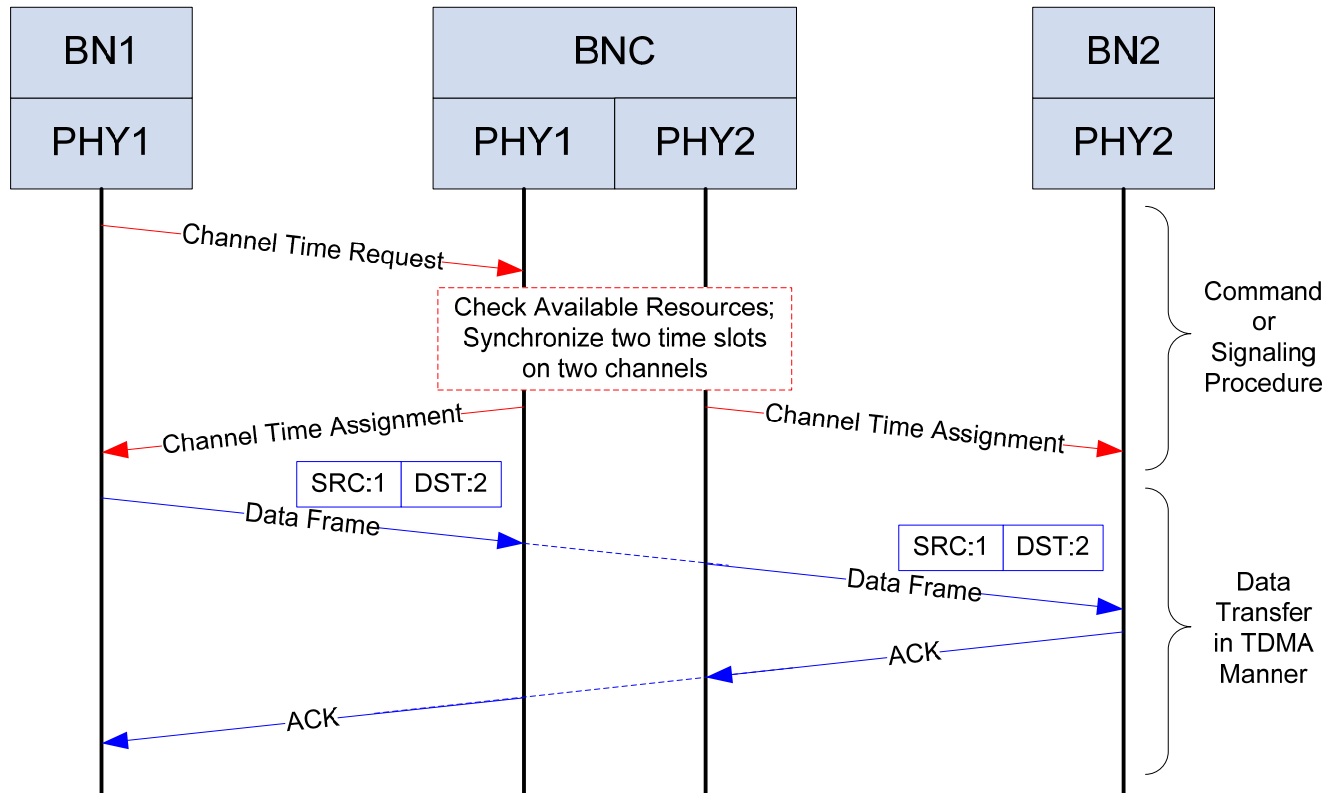 BN1
BNC
BN2
PHY1
PHY1
PHY2
PHY2
Channel Time Request
Check Available Resources;
Synchronize two time slots
on two channels
Command
or
Signaling
Procedure
Channel Time Assignment
Channel Time Assignment
SRC:1 DST:2
Data Frame
SRC:1 DST:2
Data Frame
Data
Transfer
in TDMA
Manner
ACK
ACK